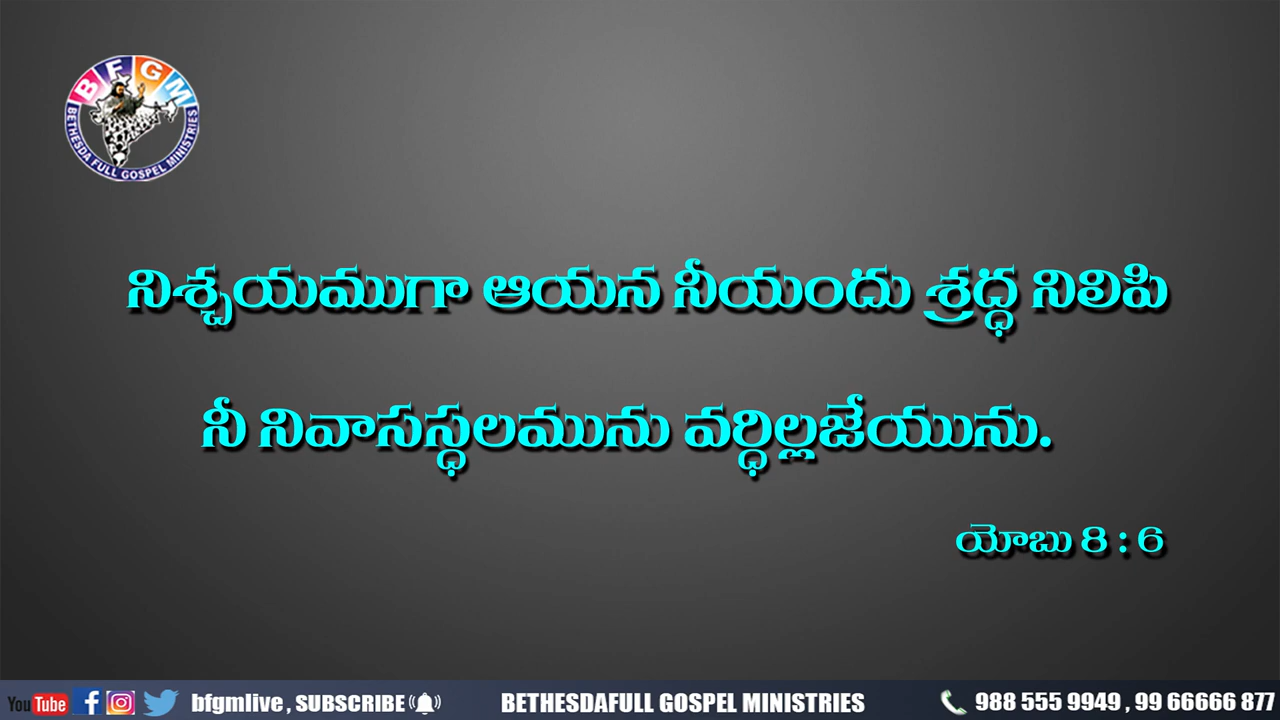 BFGM
BETHESDA FULL GOSPEL MINISTRIES
నిశ్చయముగా ఆయన నీయందు శ్రద్ధ నిలిపి
నీ నివాసస్ధలమును వర్ధిల్లజేయును.
యోబు 8 : 6
YouTube bfgmlive , SUBSCRIBE BETHESDAFULL GOSPEL MINISTRIES 988 555 9949 , 99 66666 877